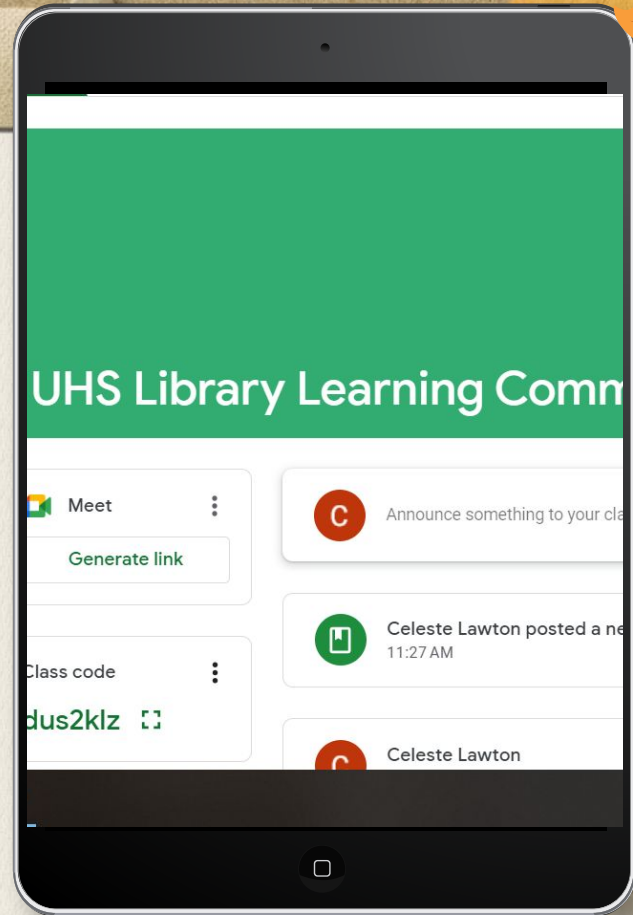 UHS Library Learning Comm
Meet
Generate link
Class code
dus2klz
C
Announce something to your cla
Celeste Lawton posted a ne
11:27 AM
C
Celeste Lawton